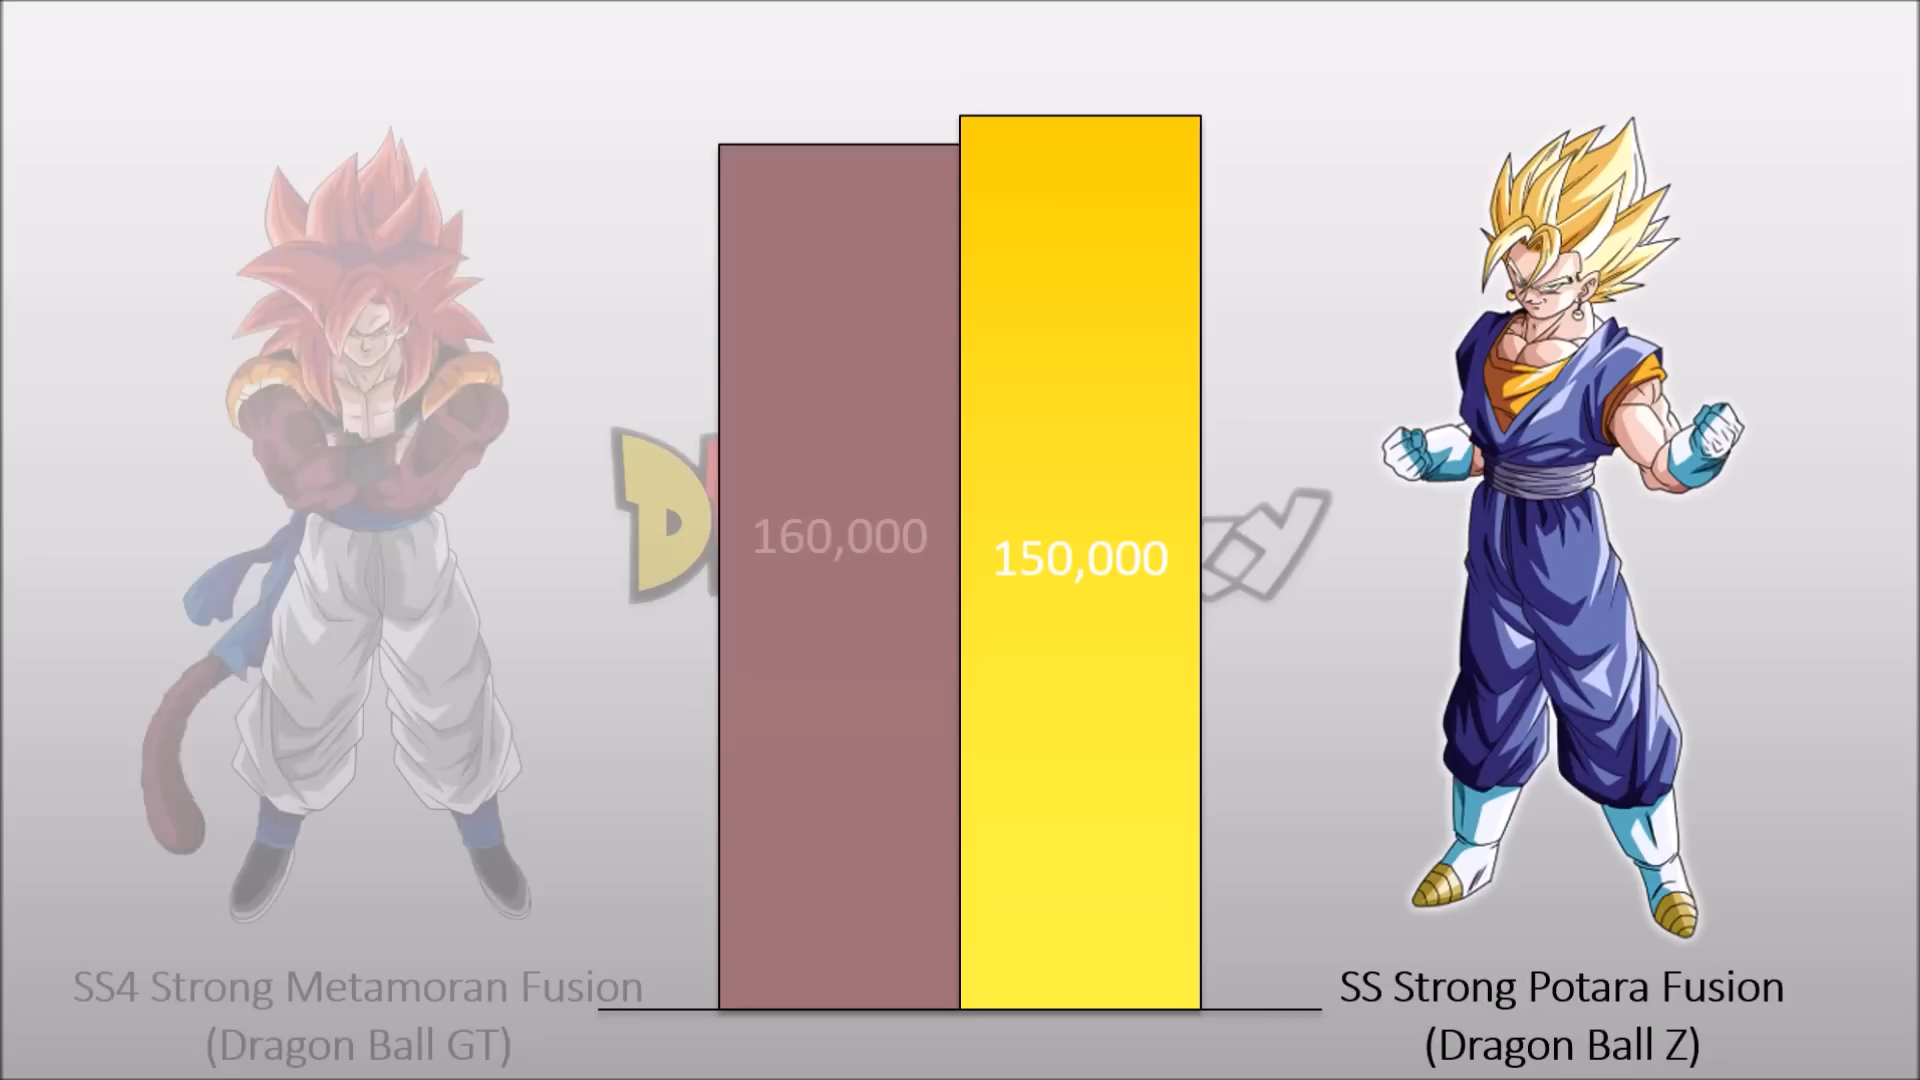 D
160,000
150,000
SS4 Strong Metamoran Fusion
(Dragon Ball GT)
SS Strong Potara Fusion
(Dragon Ball Z)